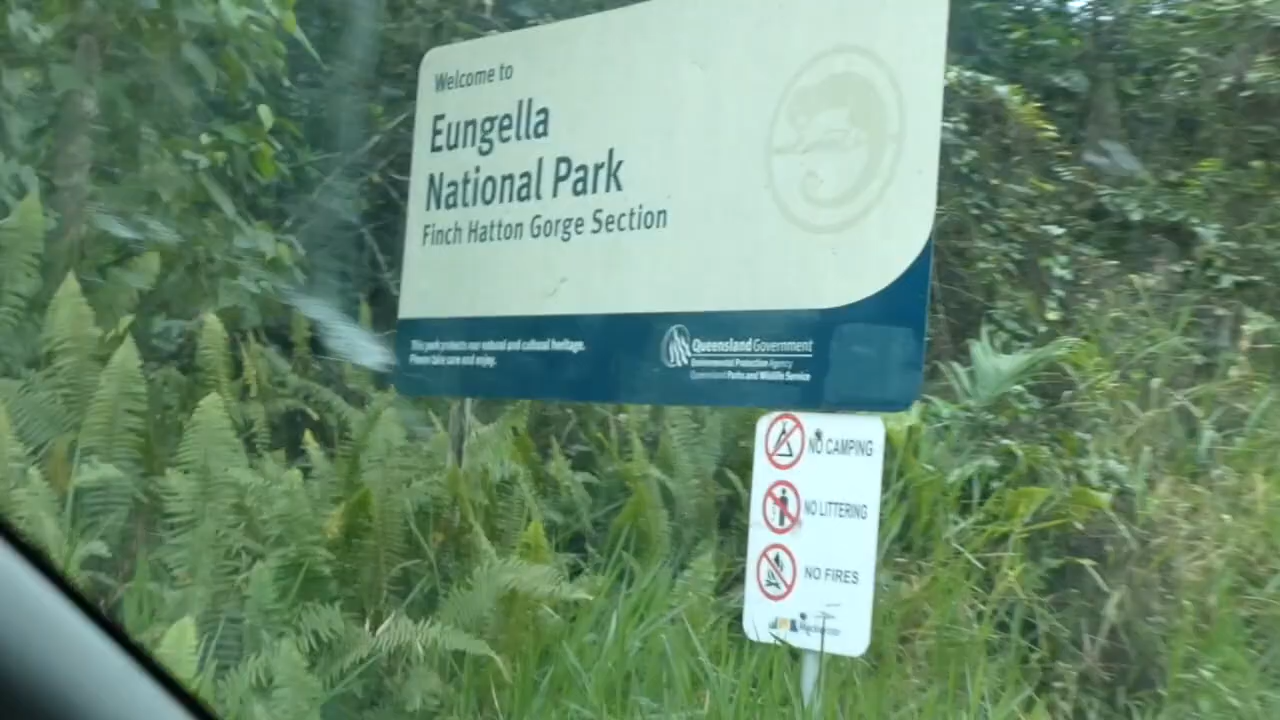 Welcome to
Eungella
National Park
Finch Hatton Gorge Section
This park protects our natural and cultural heritage.
Please take care and enjoy.
Queensland Government
Environmental Protection Agency
Queensland Parks and Wildlife Service
NO CAMPING
NO LITTERING
NO FIRES